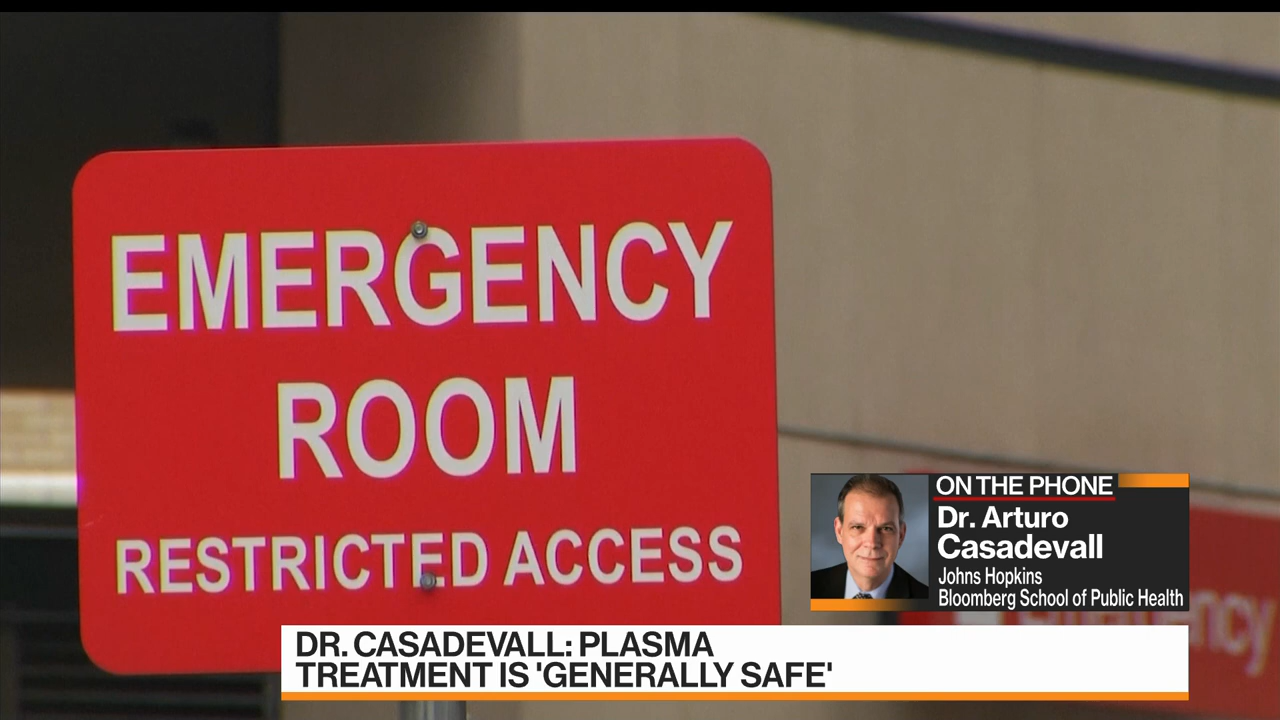 EMERGENCY
ROOM
RESTRICTED ACCESS
ON THE PHONE
Dr. Arturo
Casadevall
Johns Hopkins
Bloomberg School of Public Health
DR. CASADEVALL: PLASMA
TREATMENT IS 'GENERALLY SAFE'